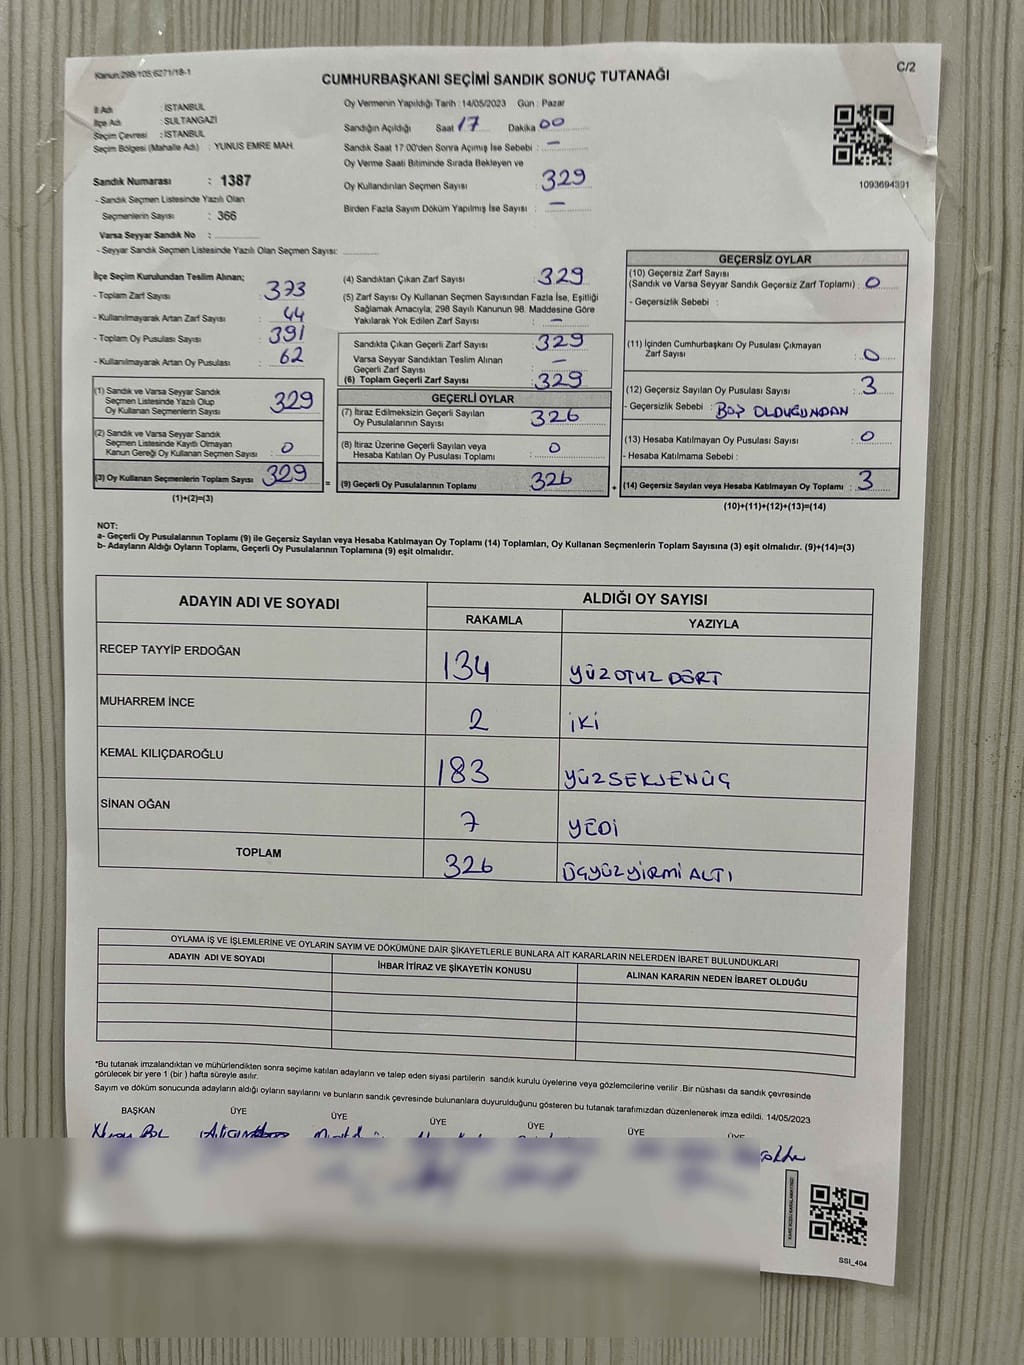 Kanun:298/105;6271/18-1
C/2
CUMHURBAŞKANI SEÇİMİ SANDIK SONUÇ TUTANAĞI
İl Adı : İSTANBUL
İlçe Adı : SULTANGAZİ
Seçim Çevresi : İSTANBUL
Seçim Bölgesi (Mahalle Adı) : YUNUS EMRE MAH.
Sandık Numarası : 1387
- Sandık Seçmen Listesinde Yazılı Olan
Seçmenlerin Sayısı : 366
Varsa Seyyar Sandık No :
- Seyyar Sandık Seçmen Listesinde Yazılı Olan Seçmen Sayısı:
Oy Vermenin Yapıldığı Tarih : 14/05/2023 Gün : Pazar
Sandığın Açıldığı Saat 17 Dakika 00
Sandık Saat 17:00'den Sonra Açımış İse Sebebi : —
Oy Verme Saati Bitiminde Sırada Bekleyen ve
Oy Kullandırılan Seçmen Sayısı : 329
Birden Fazla Sayım Döküm Yapılmış İse Sayısı : —
1093694391
İlçe Seçim Kurulundan Teslim Alınan;
- Toplam Zarf Sayısı : 373
- Kullanılmayarak Artan Zarf Sayısı : 44
- Toplam Oy Pusulası Sayısı : 391
- Kullanılmayarak Artan Oy Pusulası : 62
(1) Sandık ve Varsa Seyyar Sandık
Seçmen Listesinde Yazılı Olup
Oy Kullanan Seçmenlerin Sayısı : 329
(2) Sandık ve Varsa Seyyar Sandık
Seçmen Listesinde Kayıtlı Olmayan
Kanun Gereği Oy Kullanan Seçmen Sayısı : 0
(3) Oy Kullanan Seçmenlerin Toplam Sayısı : 329
(1)+(2)=(3)
(4) Sandıktan Çıkan Zarf Sayısı : 329
(5) Zarf Sayısı Oy Kullanan Seçmen Sayısından Fazla İse, Eşitliği
Sağlamak Amacıyla; 298 Sayılı Kanunun 98. Maddesine Göre
Yakılarak Yok Edilen Zarf Sayısı : —
Sandıkta Çıkan Geçerli Zarf Sayısı : 329
Varsa Seyyar Sandıktan Teslim Alınan
Geçerli Zarf Sayısı : —
(6) Toplam Geçerli Zarf Sayısı : 329
GEÇERLİ OYLAR
(7) İtiraz Edilmeksizin Geçerli Sayılan
Oy Pusulalarının Sayısı : 326
(8) İtiraz Üzerine Geçerli Sayılan veya
Hesaba Katılan Oy Pusulası Toplamı : 0
= (9) Geçerli Oy Pusulalarının Toplamı : 326
GEÇERSİZ OYLAR
(10) Geçersiz Zarf Sayısı
(Sandık ve Varsa Seyyar Sandık Geçersiz Zarf Toplamı) : 0
- Geçersizlik Sebebi :
(11) İçinden Cumhurbaşkanı Oy Pusulası Çıkmayan
Zarf Sayısı : 0
(12) Geçersiz Sayılan Oy Pusulası Sayısı : 3
- Geçersizlik Sebebi : BOŞ OLDUĞUNDAN
(13) Hesaba Katılmayan Oy Pusulası Sayısı : 0
- Hesaba Katılmama Sebebi :
+ (14) Geçersiz Sayılan veya Hesaba Katılmayan Oy Toplamı : 3
(10)+(11)+(12)+(13)=(14)
NOT:
a- Geçerli Oy Pusulalarının Toplamı (9) ile Geçersiz Sayılan veya Hesaba Katılmayan Oy Toplamı (14) Toplamları, Oy Kullanan Seçmenlerin Toplam Sayısına (3) eşit olmalıdır. (9)+(14)=(3)
b- Adayların Aldığı Oyların Toplamı, Geçerli Oy Pusulalarının Toplamına (9) eşit olmalıdır.
ADAYIN ADI VE SOYADI
ALDIĞI OY SAYISI
RAKAMLA YAZIYLA
RECEP TAYYİP ERDOĞAN 134 YÜZOTUZ DÖRT
MUHARREM İNCE 2 İKİ
KEMAL KILIÇDAROĞLU 183 YÜZSEKSENÜÇ
SİNAN OĞAN 7 YEDİ
TOPLAM 326 ÜÇYÜZYİRMİ ALTI
OYLAMA İŞ VE İŞLEMLERİNE VE OYLARIN SAYIM VE DÖKÜMÜNE DAİR ŞİKAYETLERLE BUNLARA AİT KARARLARIN NELERDEN İBARET BULUNDUKLARI
ADAYIN ADI VE SOYADI İHBAR İTİRAZ VE ŞİKAYETİN KONUSU ALINAN KARARIN NEDEN İBARET OLDUĞU
*Bu tutanak imzalandıktan ve mühürlendikten sonra seçime katılan adayların ve talep eden siyasi partilerin sandık kurulu üyelerine veya gözlemcilerine verilir .Bir nüshası da sandık çevresinde
görülecek bir yere 1 (bir ) hafta süreyle asılır.
Sayım ve döküm sonucunda adayların aldığı oyların sayılarını ve bunların sandık çevresinde bulunanlara duyurulduğunu gösteren bu tutanak tarafımızdan düzenlenerek imza edildi. 14/05/2023
BAŞKAN ÜYE ÜYE ÜYE ÜYE ÜYE ÜYE
SSI_404